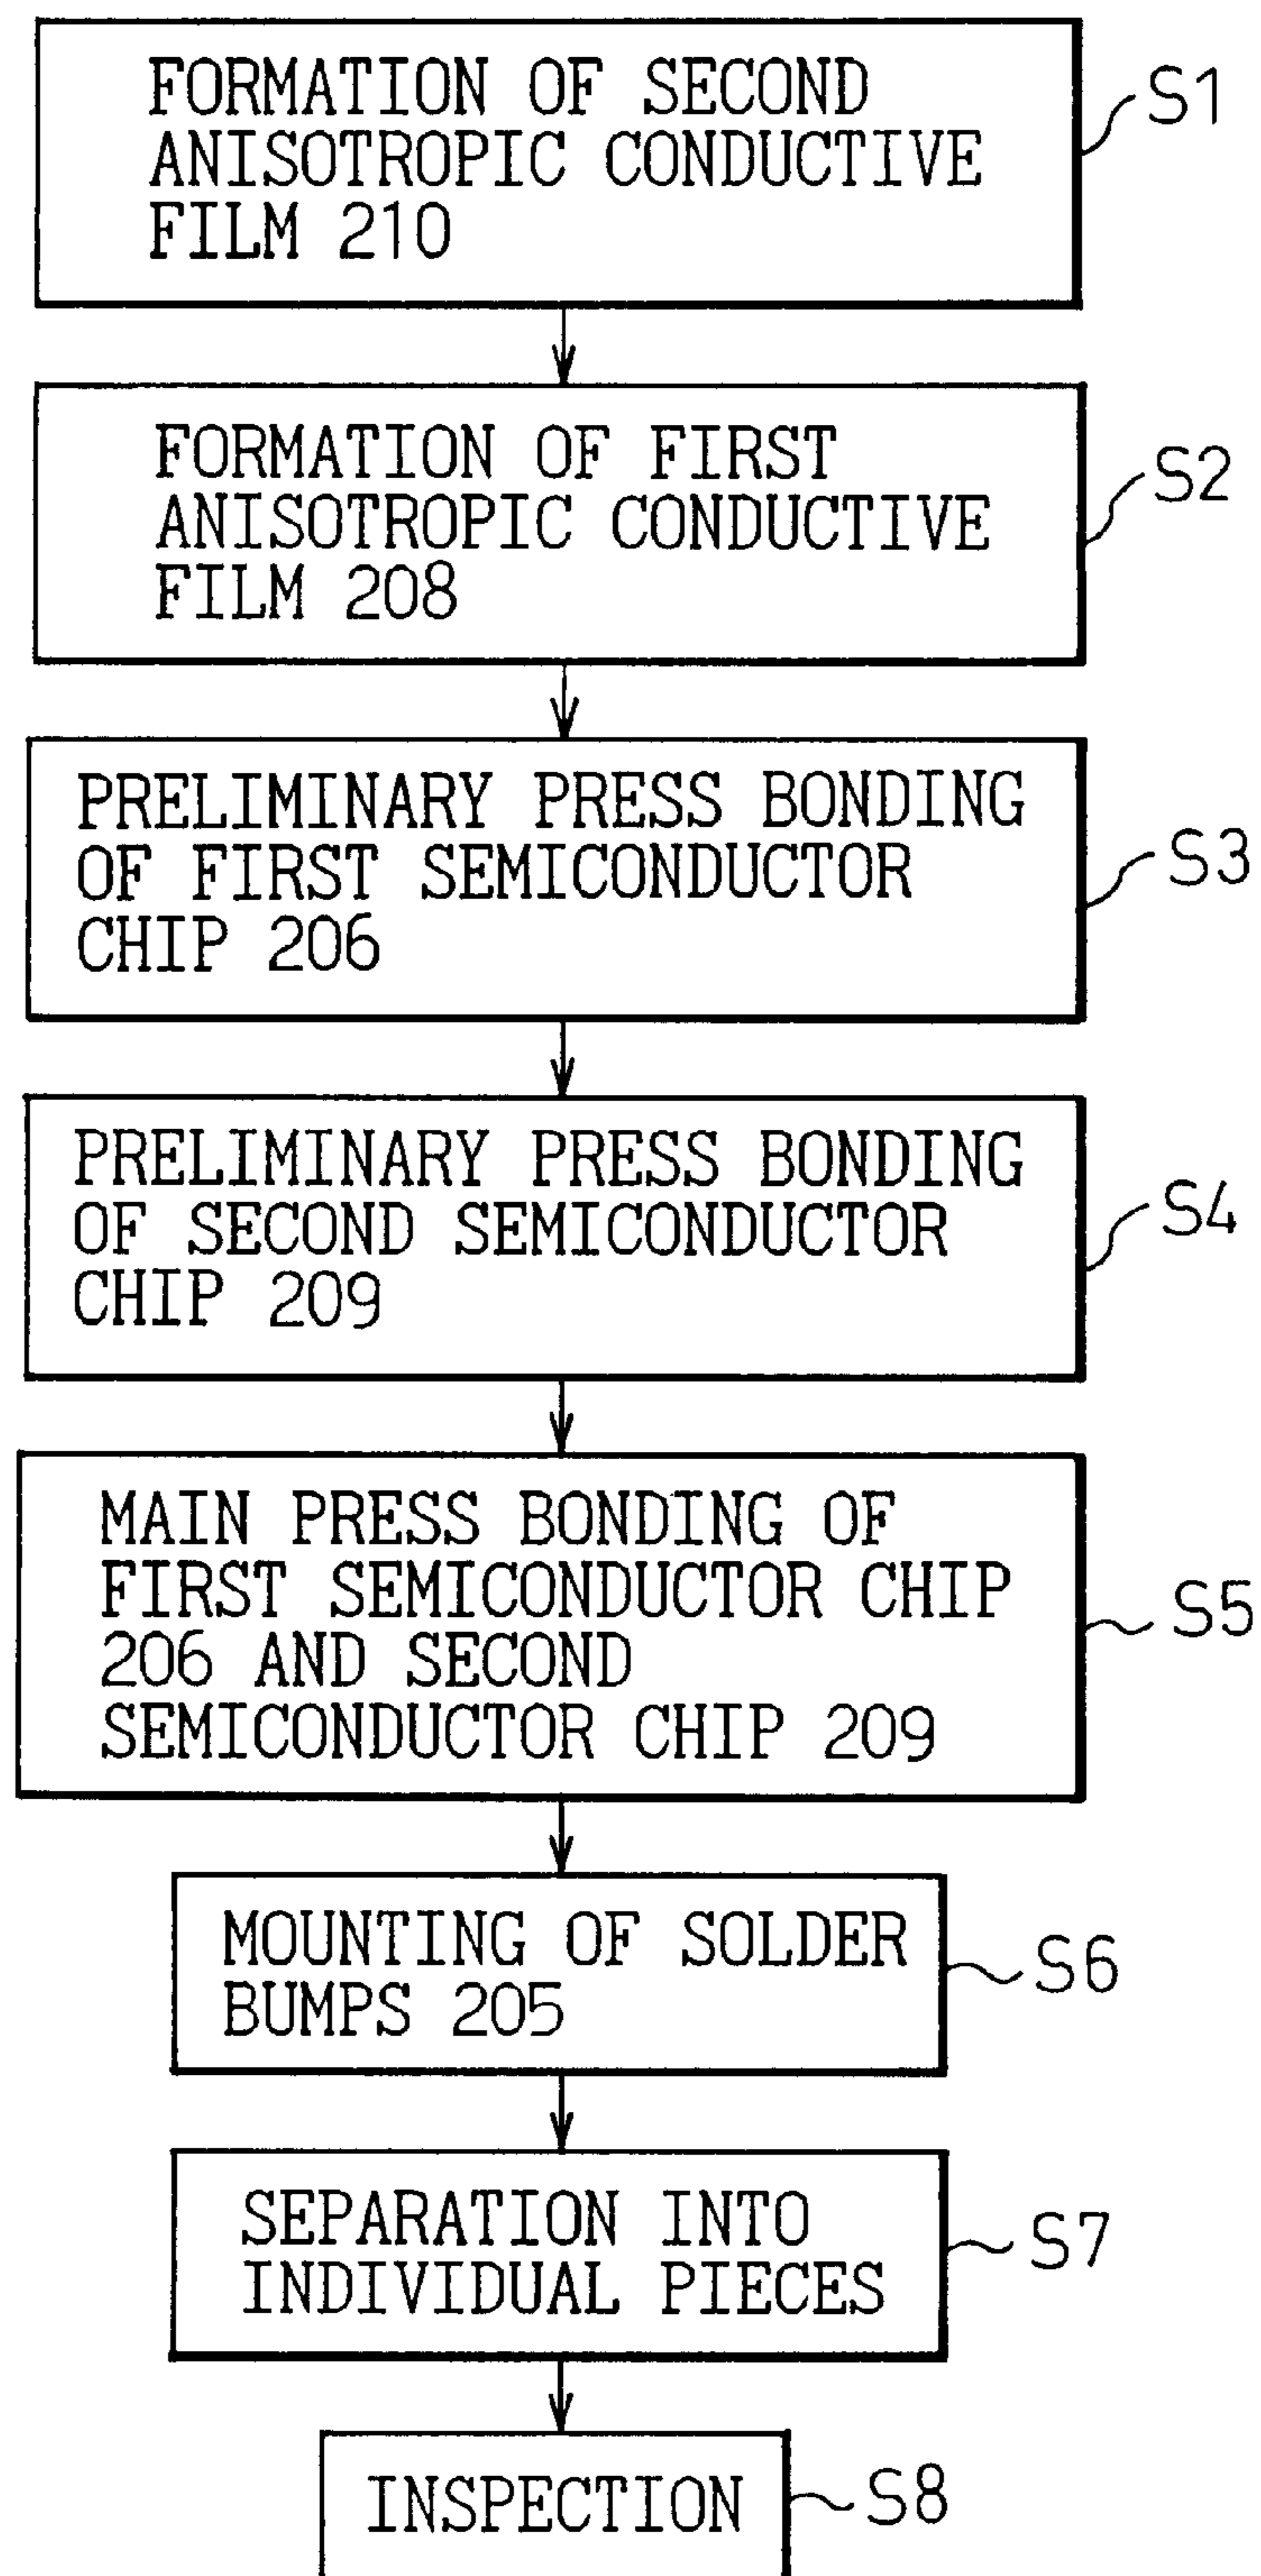 FORMATION OF SECOND
ANISOTROPIC CONDUCTIVE
FILM 210
S1
FORMATION OF FIRST
ANISOTROPIC CONDUCTIVE
FILM 208
S2
PRELIMINARY PRESS BONDING
OF FIRST SEMICONDUCTOR
CHIP 206
S3
PRELIMINARY PRESS BONDING
OF SECOND SEMICONDUCTOR
CHIP 209
S4
MAIN PRESS BONDING OF
FIRST SEMICONDUCTOR CHIP
206 AND SECOND
SEMICONDUCTOR CHIP 209
S5
MOUNTING OF SOLDER
BUMPS 205
S6
SEPARATION INTO
INDIVIDUAL PIECES
S7
INSPECTION
S8